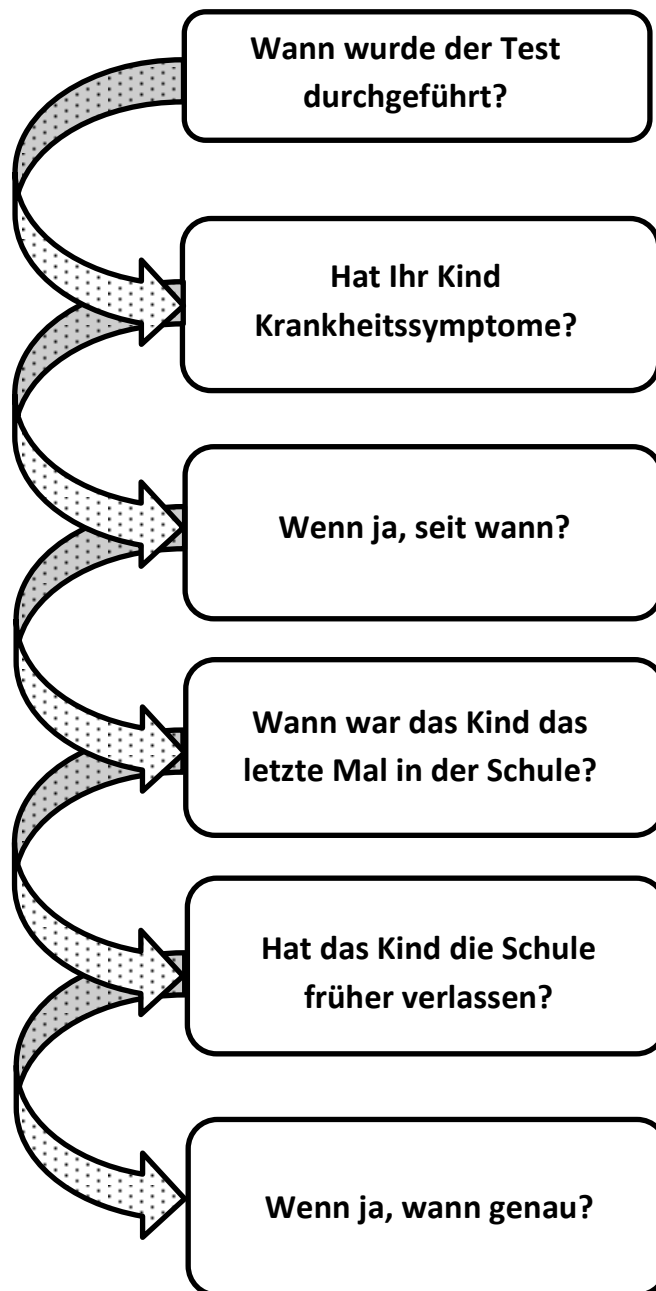 Wann wurde der Test
durchgeführt?
Hat Ihr Kind
Krankheitssymptome?
Wenn ja, seit wann?
Wann war das Kind das
letzte Mal in der Schule?
Hat das Kind die Schule
früher verlassen?
Wenn ja, wann genau?